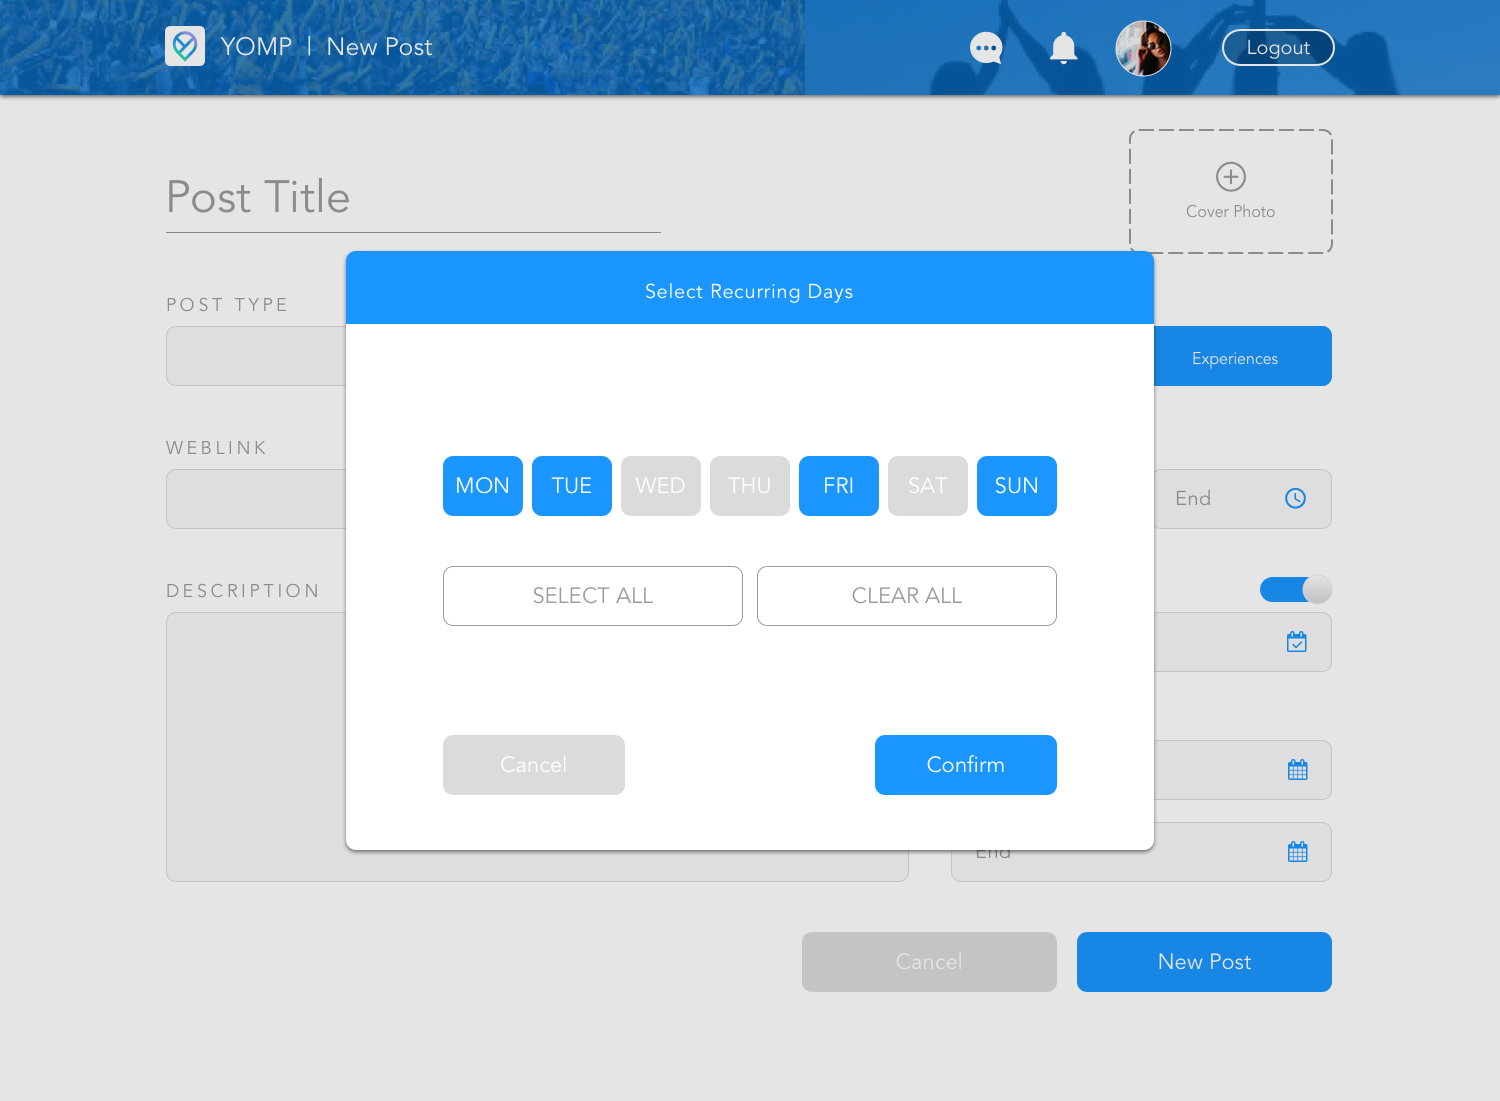 YOMP | New Post
Logout
Post Title
Cover Photo
POST TYPE
Experiences
WEBLINK
End
DESCRIPTION
Select Recurring Days
MON TUE WED THU FRI SAT SUN
SELECT ALL CLEAR ALL
Cancel Confirm
End
Cancel New Post